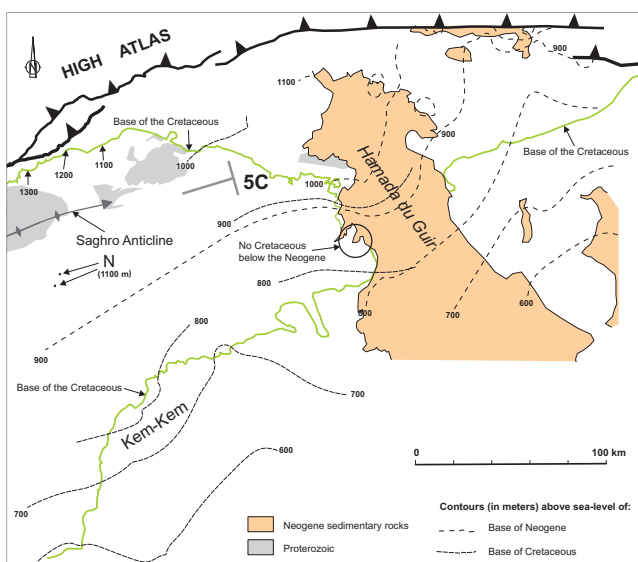 HIGH ATLAS
N
900
1100
Base of the Cretaceous
900
Base of the Cretaceous
1300
1200
1100
1000
5C
1000
Hamada du Guir
Saghro Anticline
900
No Cretaceous
below the Neogene
N
(1100 m)
800
800
700
600
800
900
Base of the Cretaceous
Kem-Kem
700
600
700
0
100 km
Contours (in meters) above sea-level of:
Neogene sedimentary rocks
Base of Neogene
Proterozoic
Base of Cretaceous